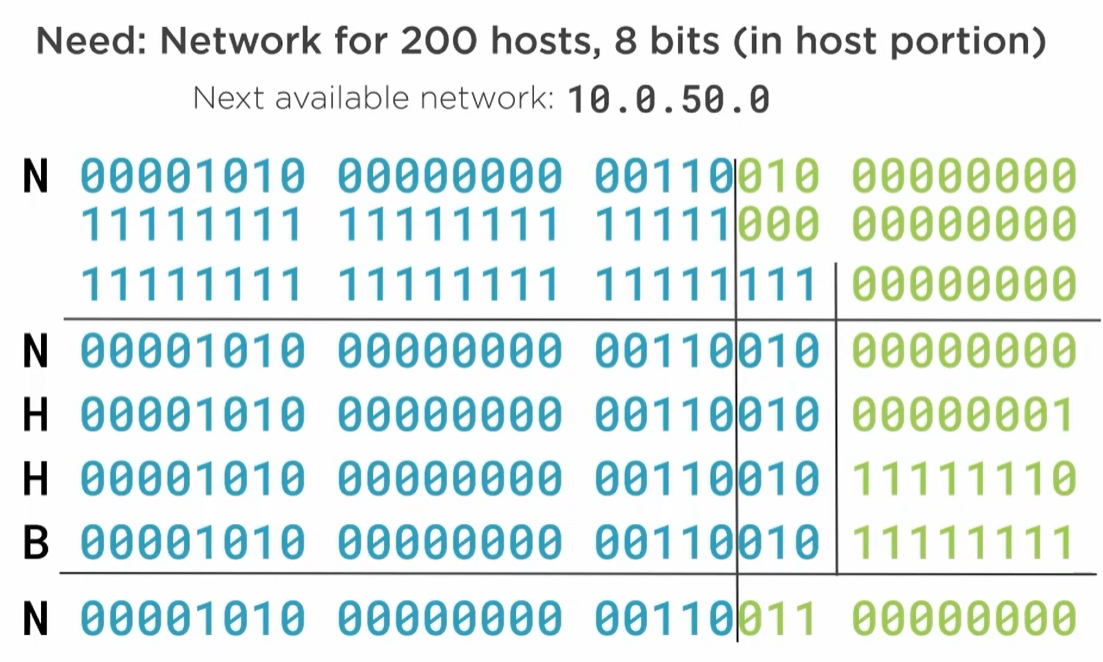 Need: Network for 200 hosts, 8 bits (in host portion)
Next available network: 10.0.50.0
N 00001010 00000000 00110010 00000000
11111111 11111111 11111000 00000000
11111111 11111111 11111111 00000000
N 00001010 00000000 00110010 00000000
H 00001010 00000000 00110010 00000001
H 00001010 00000000 00110010 11111110
B 00001010 00000000 00110010 11111111
N 00001010 00000000 00110011 00000000